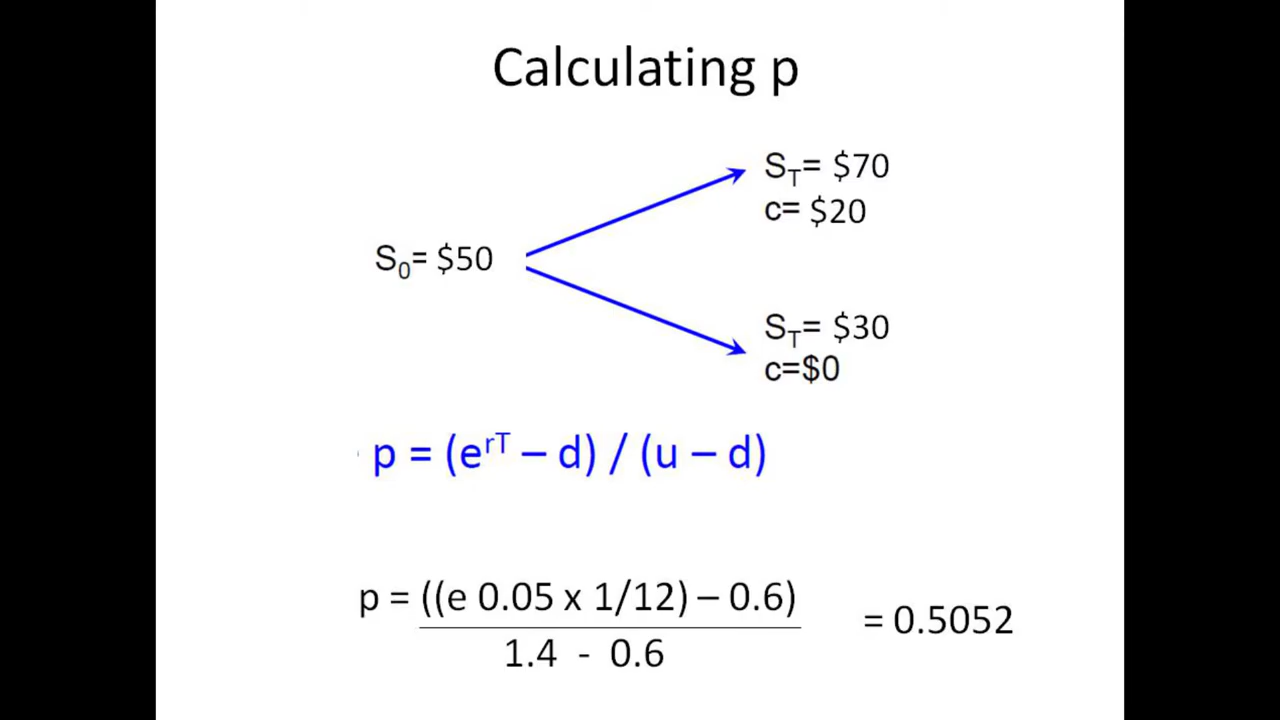 Calculating p
S_T= $70
c= $20
S_0= $50
S_T= $30
c=$0
p = (e^rT – d) / (u – d)
p = ((e 0.05 x 1/12) – 0.6)
= 0.5052
1.4 - 0.6